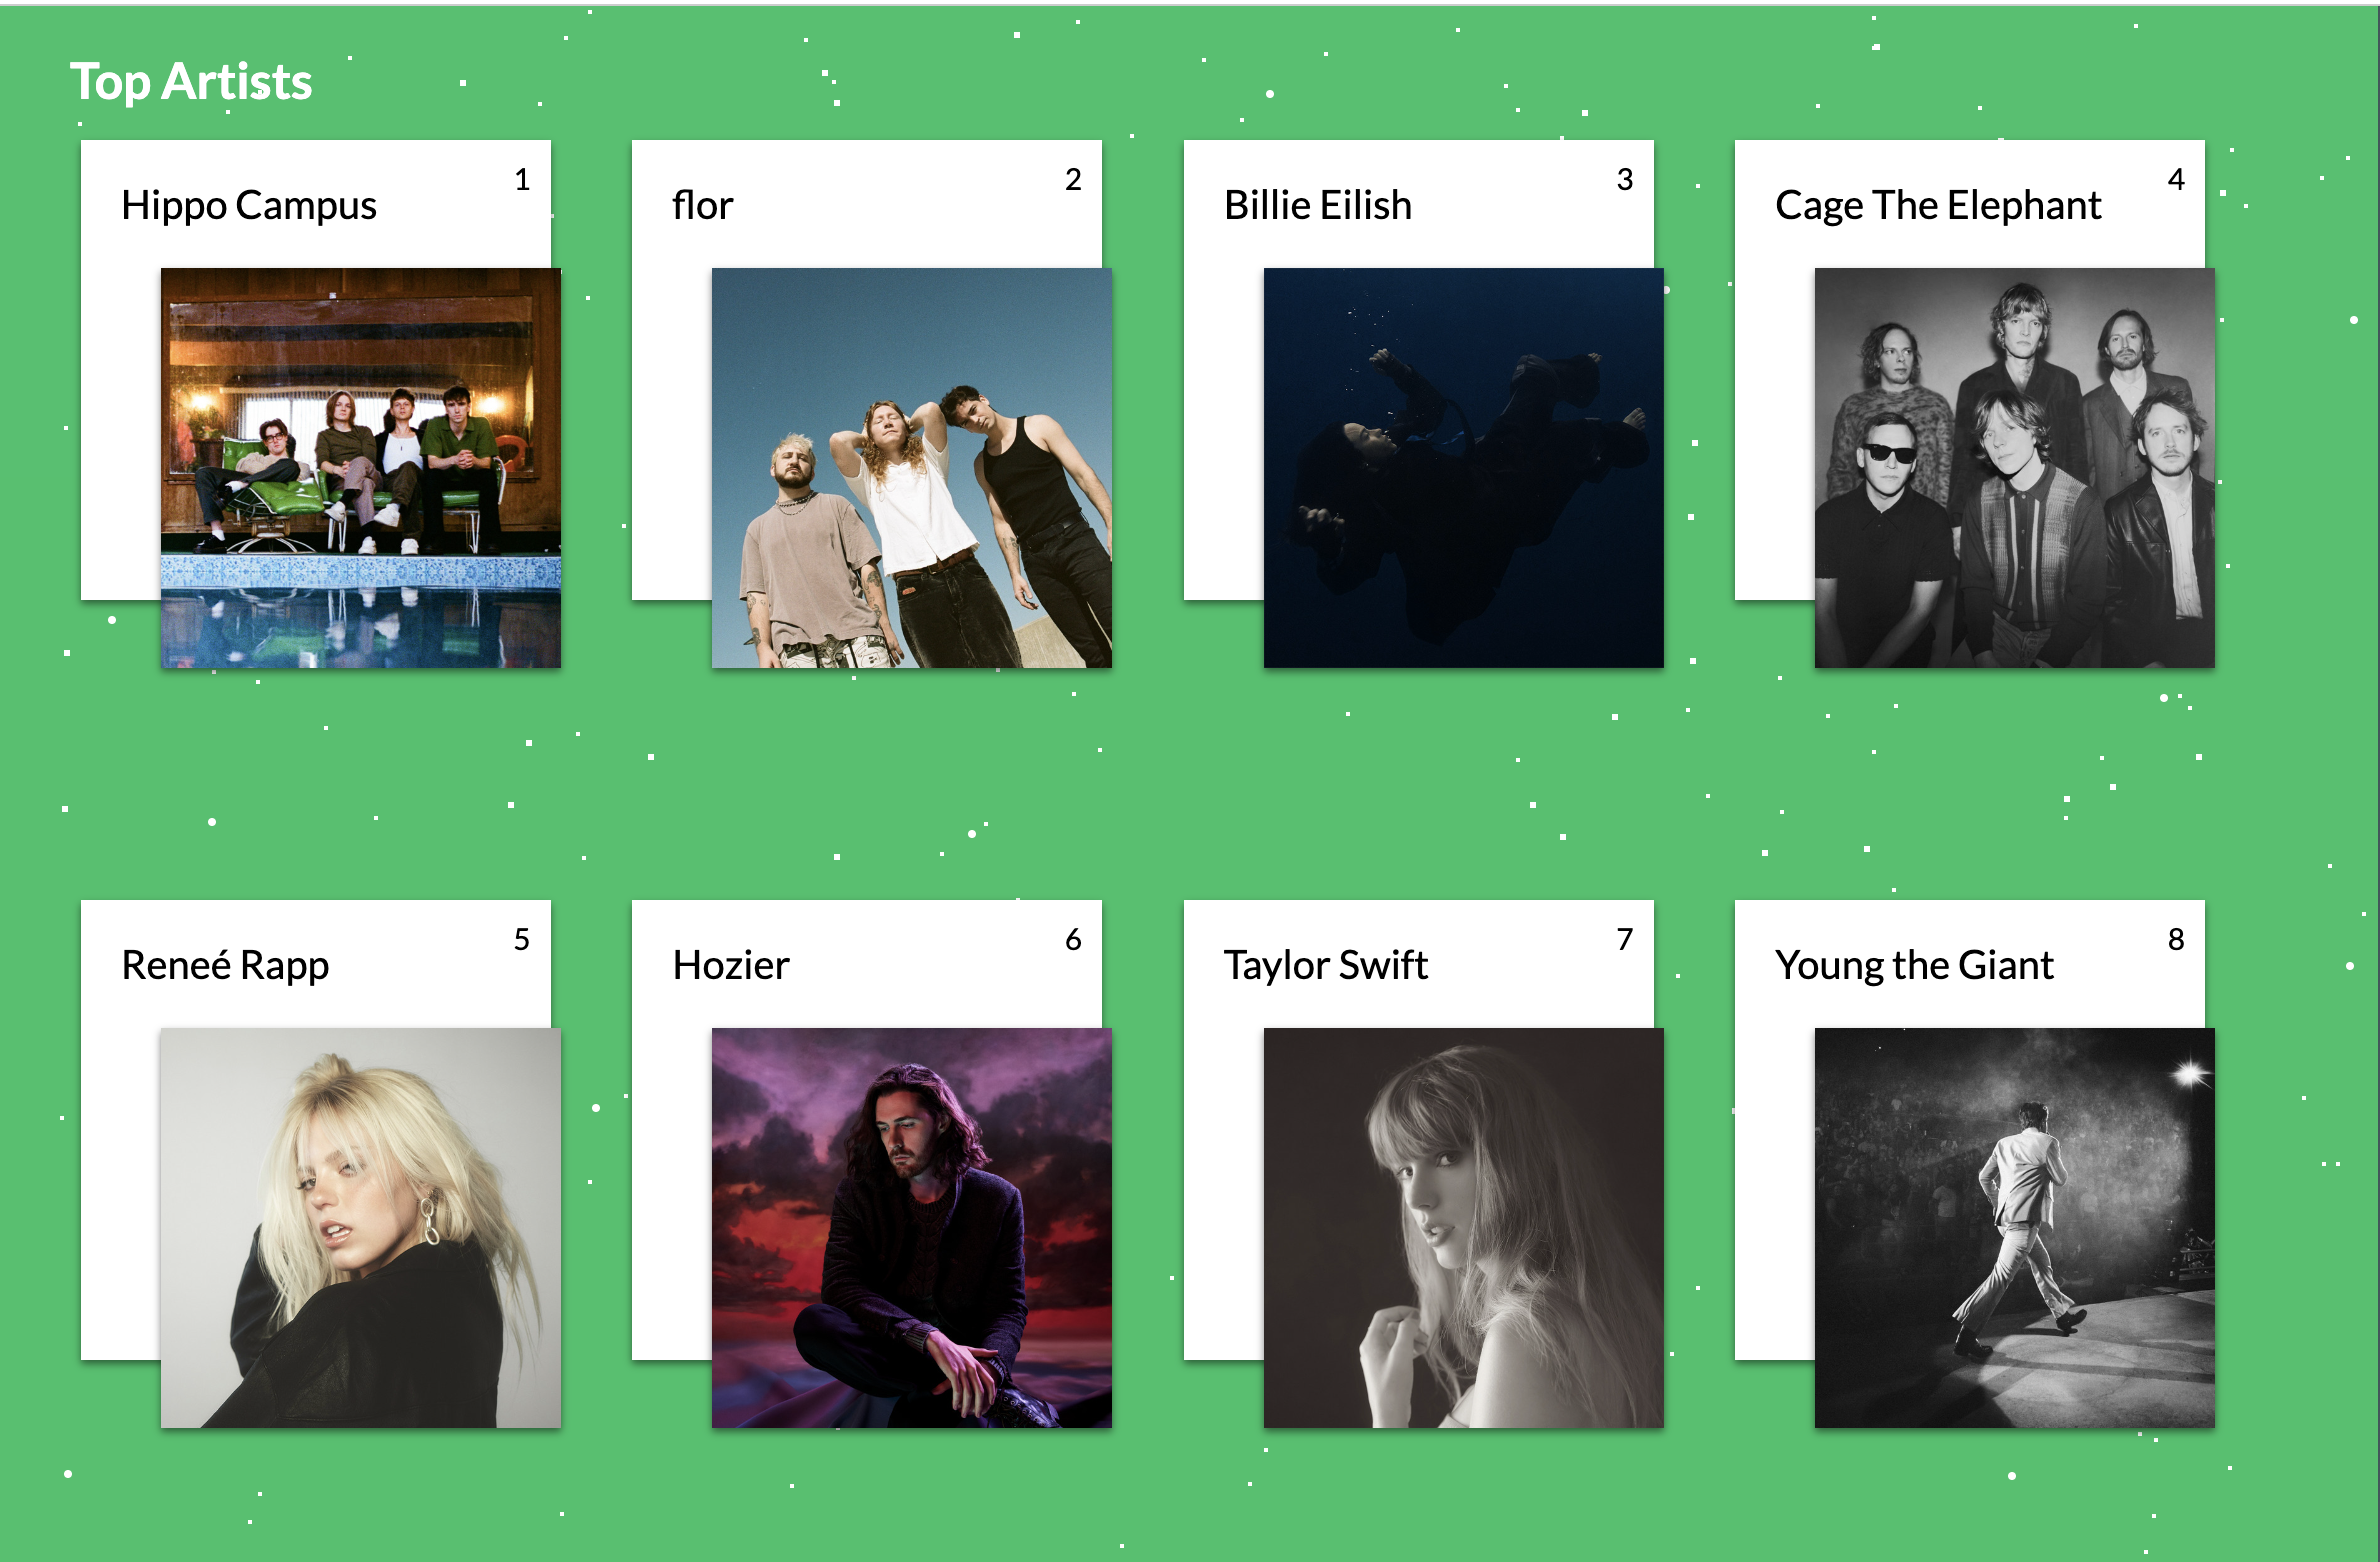 Top Artists
1
Hippo Campus
2
flor
3
Billie Eilish
4
Cage The Elephant
5
Reneé Rapp
6
Hozier
7
Taylor Swift
8
Young the Giant